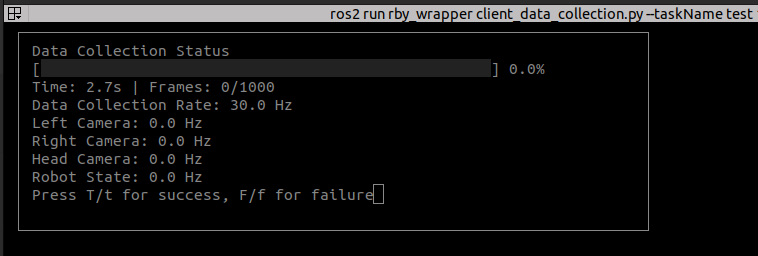 ros2 run rby_wrapper client_data_collection.py --taskName test
Data Collection Status
[ ] 0.0%
Time: 2.7s | Frames: 0/1000
Data Collection Rate: 30.0 Hz
Left Camera: 0.0 Hz
Right Camera: 0.0 Hz
Head Camera: 0.0 Hz
Robot State: 0.0 Hz
Press T/t for success, F/f for failure